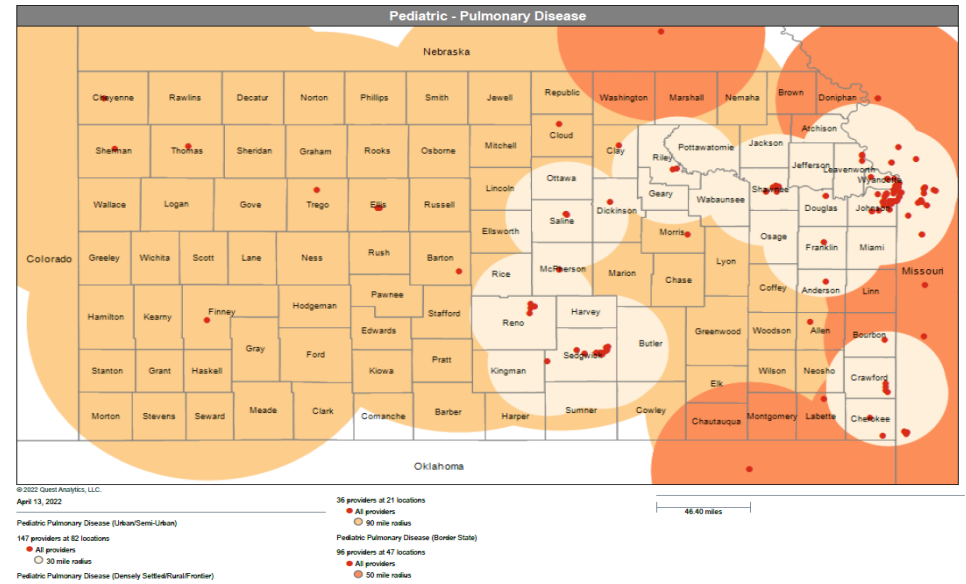 Pediatric - Pulmonary Disease
Nebraska
Cheyenne Rawlins Decatur Norton Phillips Smith Jewell Republic Washington Marshall Nemaha Brown Doniphan
Atchison
Cloud
Sherman Thomas Sheridan Graham Rooks Osborne Mitchell Clay Riley Pottawatomie Jackson
Jefferson Leavenworth
Ottawa
Wyandotte
Lincoln Shawnee
Wallace Logan Gove Trego Ellis Russell Geary Wabaunsee
Saline Dickinson Douglas Johnson
Ellsworth Morris Osage
Franklin Miami
Colorado Greeley Wichita Scott Lane Ness Rush Barton Lyon
Rice McPherson Marion Chase Missouri
Coffey Anderson Linn
Pawnee
Hamilton Kearny Finney Hodgeman Stafford Reno Harvey
Edwards Greenwood Woodson Allen Bourbon
Gray Ford Sedgwick Butler
Pratt
Stanton Grant Haskell Kiowa Kingman Wilson Neosho Crawford
Elk
Morton Stevens Seward Meade Clark Comanche Barber Harper Sumner Cowley
Chautauqua Montgomery Labette Cherokee
Oklahoma
© 2022 Quest Analytics, LLC.
April 13, 2022
Pediatric Pulmonary Disease (Urban/Semi-Urban)
147 providers at 82 locations
All providers
30 mile radius
Pediatric Pulmonary Disease (Densely Settled/Rural/Frontier)
36 providers at 21 locations
All providers
90 mile radius
Pediatric Pulmonary Disease (Border State)
96 providers at 47 locations
All providers
50 mile radius
46.40 miles